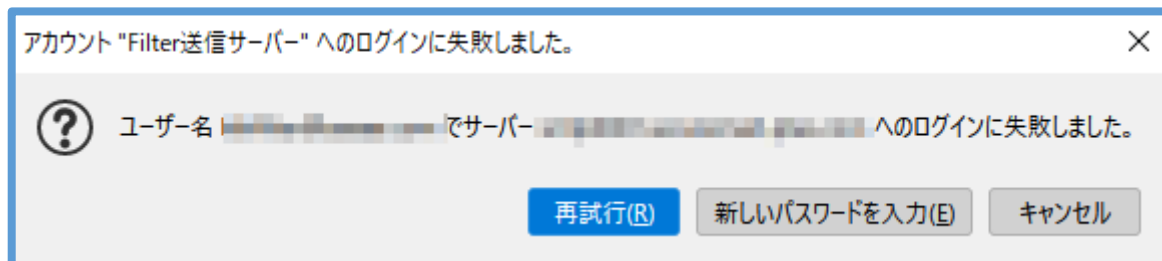 アカウント "Filter送信サーバー" へのログインに失敗しました。
ユーザー名 でサーバー へのログインに失敗しました。
再試行(R) 新しいパスワードを入力(E) キャンセル